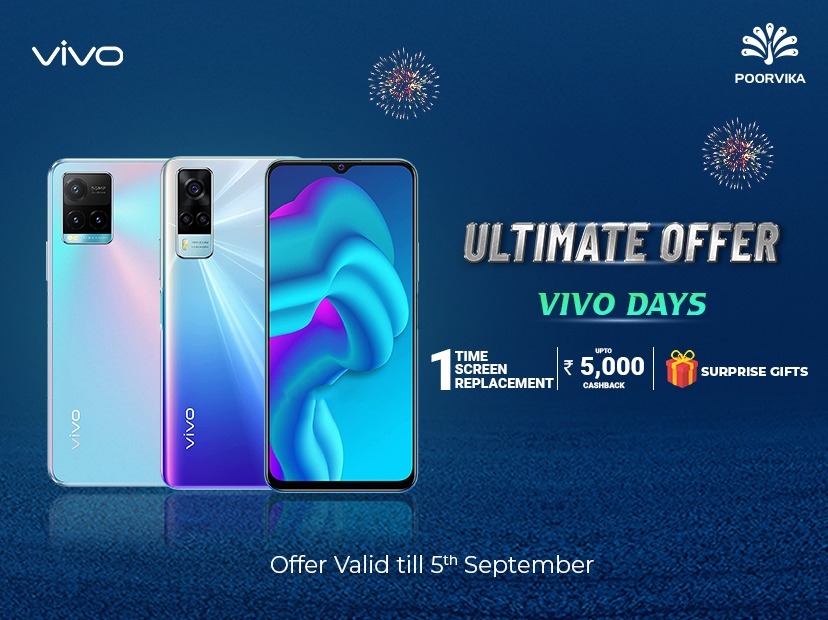 vivo
POORVIKA
ULTIMATE OFFER
VIVO DAYS
1 TIME
SCREEN
REPLACEMENT
UPTO
₹ 5,000
CASHBACK
SURPRISE GIFTS
vivo
vivo
Offer Valid till 5th September